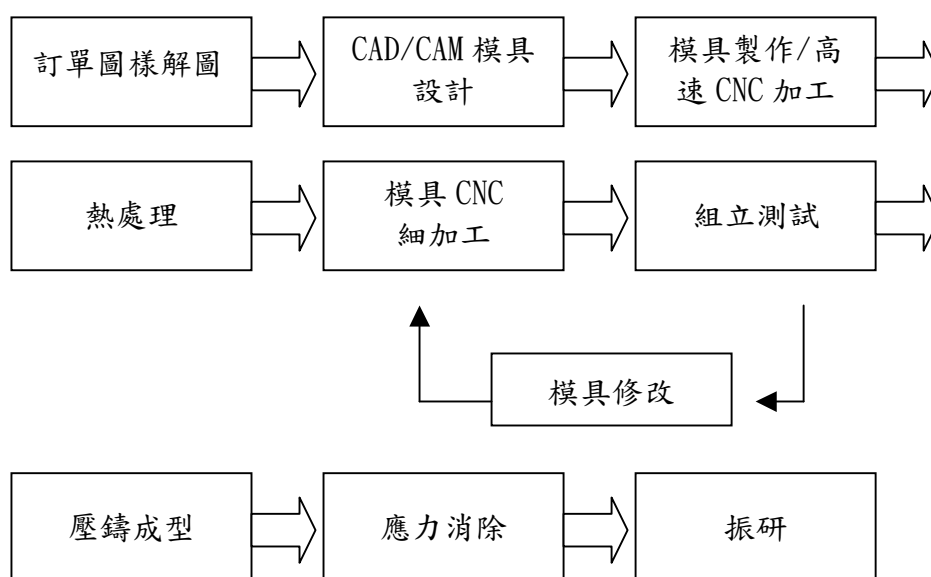 訂單圖樣解圖
CAD/CAM 模具
設計
模具製作/高
速 CNC 加工
熱處理
模具 CNC
細加工
組立測試
模具修改
壓鑄成型
應力消除
振研